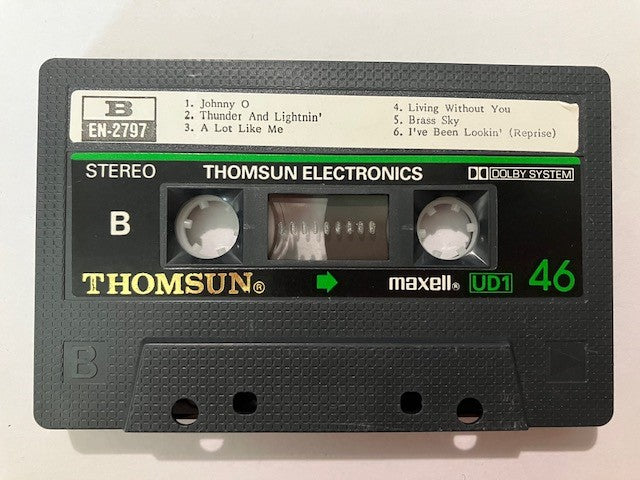 B
EN-2797
1. Johnny O
2. Thunder And Lightnin'
3. A Lot Like Me
4. Living Without You
5. Brass Sky
6. I've Been Lookin' (Reprise)
STEREO THOMSUN ELECTRONICS DOLBY SYSTEM
B
THOMSUN® maxell® UD1 46
B